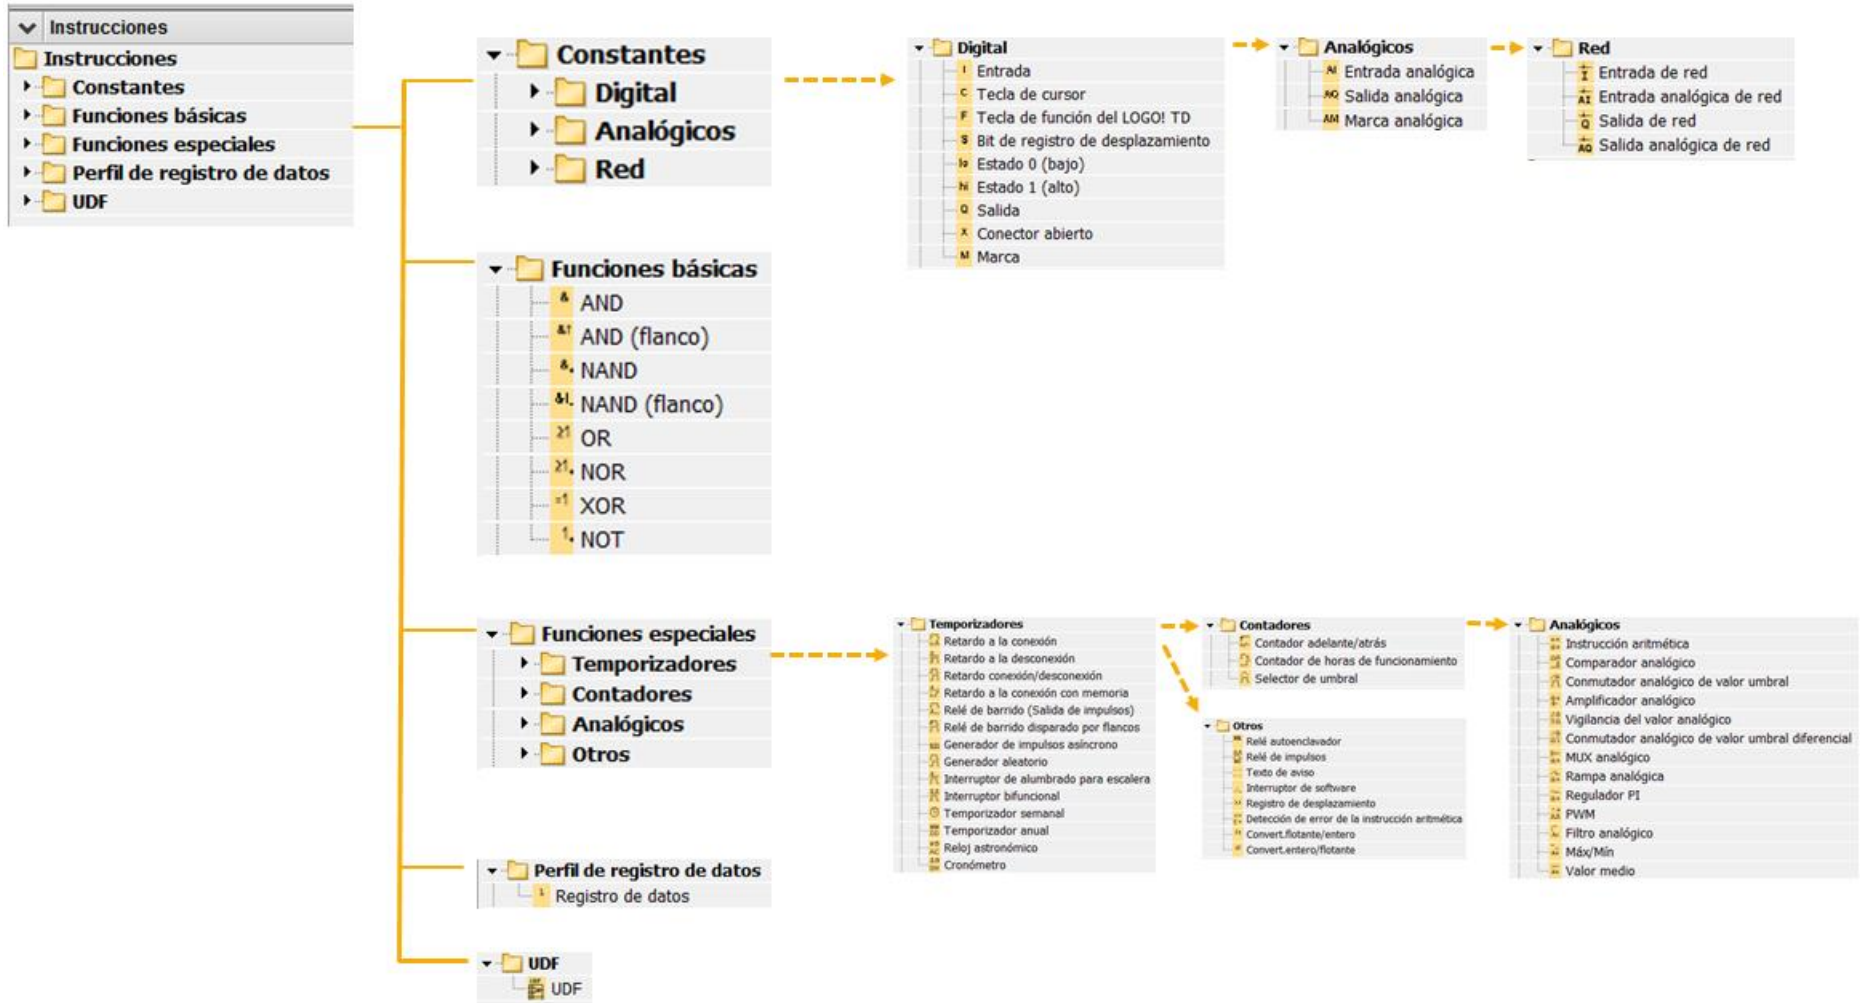 Instrucciones
Instrucciones
Constantes
Funciones básicas
Funciones especiales
Perfil de registro de datos
UDF
Constantes
Digital
Analógicos
Red
Digital
I Entrada
C Tecla de cursor
F Tecla de función del LOGO! TD
S Bit de registro de desplazamiento
lo Estado 0 (bajo)
hi Estado 1 (alto)
Q Salida
X Conector abierto
M Marca
Analógicos
AI Entrada analógica
AQ Salida analógica
AM Marca analógica
Red
I Entrada de red
AI Entrada analógica de red
Q Salida de red
AQ Salida analógica de red
Funciones básicas
& AND
&↑ AND (flanco)
& NAND
&↓ NAND (flanco)
≥1 OR
≥1 NOR
=1 XOR
1 NOT
Funciones especiales
Temporizadores
Contadores
Analógicos
Otros
Temporizadores
Retardo a la conexión
Retardo a la desconexión
Retardo conexión/desconexión
Retardo a la conexión con memoria
Relé de barrido (Salida de impulsos)
Relé de barrido disparado por flancos
Generador de impulsos asíncrono
Generador aleatorio
Interruptor de alumbrado para escalera
Interruptor bifuncional
Temporizador semanal
Temporizador anual
Reloj astronómico
Cronómetro
Contadores
Contador adelante/atrás
Contador de horas de funcionamiento
Selector de umbral
Otros
Relé autoenclavador
Relé de impulsos
Texto de aviso
Interruptor de software
Registro de desplazamiento
Detección de error de la instrucción aritmética
Convert.flotante/entero
Convert.entero/flotante
Analógicos
Instrucción aritmética
Comparador analógico
Conmutador analógico de valor umbral
Amplificador analógico
Vigilancia del valor analógico
Conmutador analógico de valor umbral diferencial
MUX analógico
Rampa analógica
Regulador PI
PWM
Filtro analógico
Máx/Mín
Valor medio
Perfil de registro de datos
Registro de datos
UDF
UDF